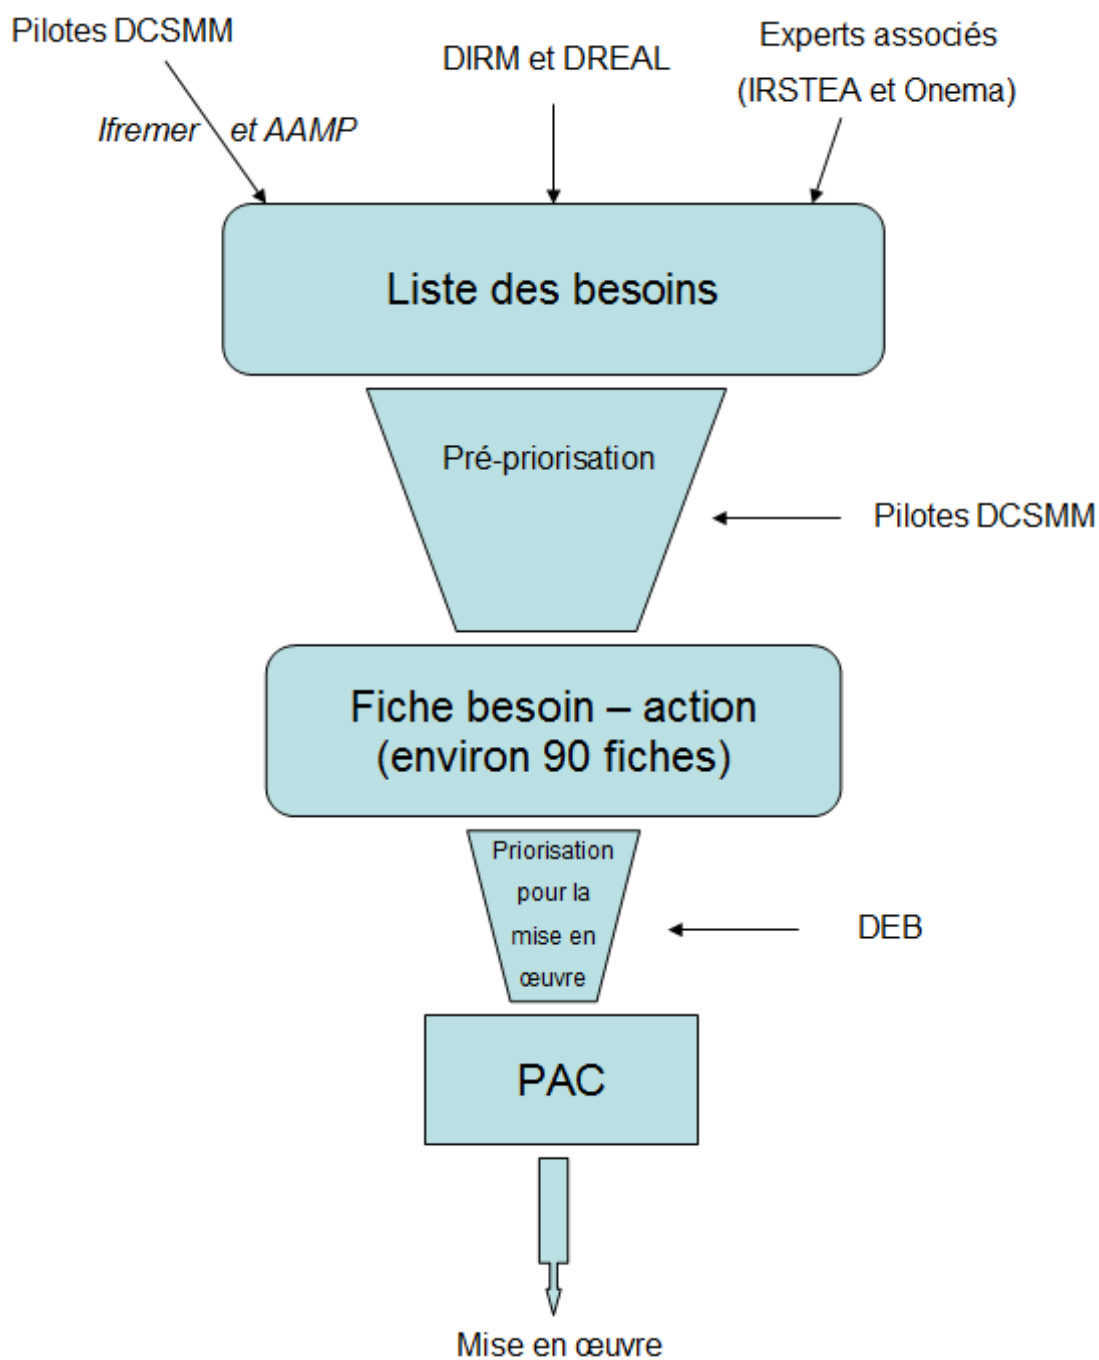 Pilotes DCSMM
DIRM et DREAL
Experts associés
(IRSTEA et Onema)
Ifremer et AAMP
Liste des besoins
Pré-priorisation
Pilotes DCSMM
Fiche besoin – action
(environ 90 fiches)
Priorisation
pour la
mise en
œuvre
DEB
PAC
Mise en œuvre